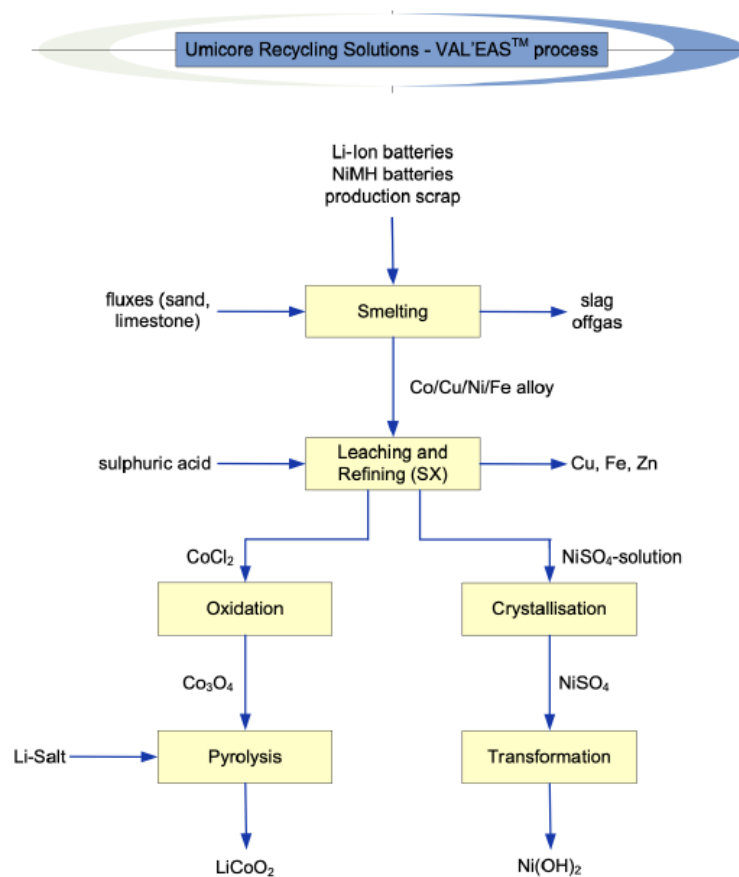 Umicore Recycling Solutions - VAL'EAS™ process
Li-Ion batteries
NiMH batteries
production scrap
fluxes (sand,
limestone)
Smelting
slag
offgas
Co/Cu/Ni/Fe alloy
sulphuric acid
Leaching and
Refining (SX)
Cu, Fe, Zn
CoCl₂
NiSO₄-solution
Oxidation
Crystallisation
Co₃O₄
NiSO₄
Li-Salt
Pyrolysis
Transformation
LiCoO₂
Ni(OH)₂